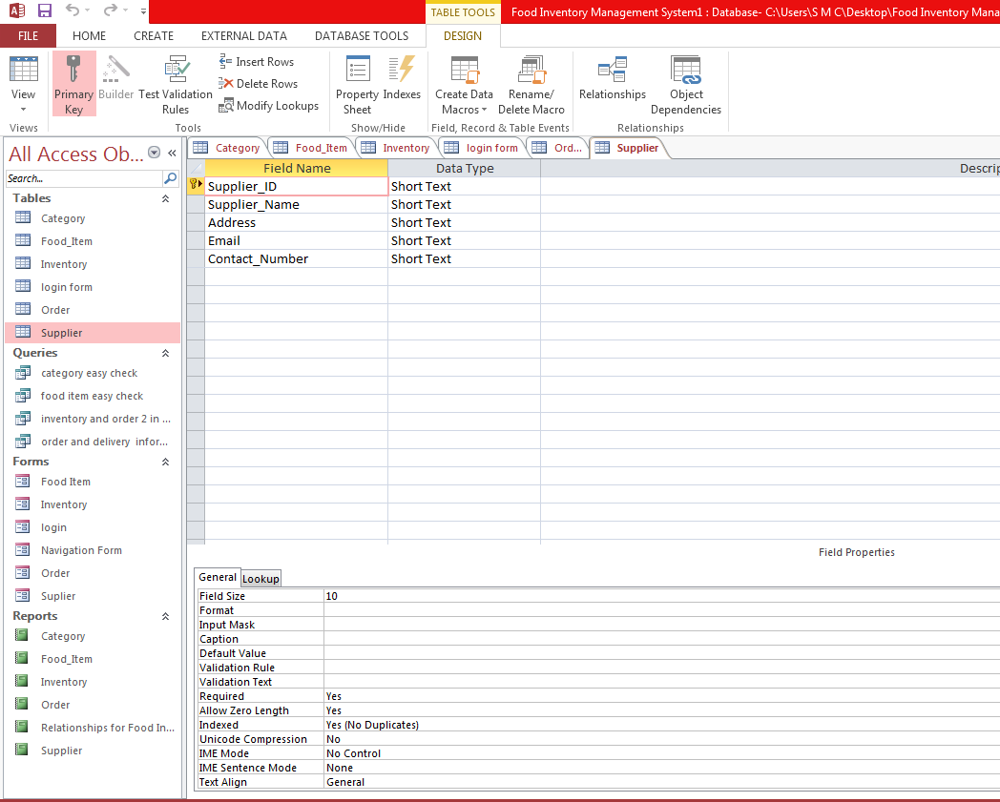 TABLE TOOLS
Food Inventory Management System1 : Database- C:\Users\S M C\Desktop\Food Inventory Mana
FILE HOME CREATE EXTERNAL DATA DATABASE TOOLS DESIGN
View
Primary Key
Builder
Test Validation Rules
Insert Rows
Delete Rows
Modify Lookups
Property Sheet
Indexes
Create Data Macros
Rename/ Delete Macro
Relationships
Object Dependencies
Views Tools Show/Hide Field, Record & Table Events Relationships
All Access Ob...
Search...
Tables
Category
Food_Item
Inventory
login form
Order
Supplier
Queries
category easy check
food item easy check
inventory and order 2 in ...
order and delivery infor...
Forms
Food Item
Inventory
login
Navigation Form
Order
Suplier
Reports
Category
Food_Item
Inventory
Order
Relationships for Food In...
Supplier
Category Food_Item Inventory login form Ord... Supplier
Field Name Data Type Descrip
Supplier_ID Short Text
Supplier_Name Short Text
Address Short Text
Email Short Text
Contact_Number Short Text
Field Properties
General Lookup
Field Size 10
Format
Input Mask
Caption
Default Value
Validation Rule
Validation Text
Required Yes
Allow Zero Length Yes
Indexed Yes (No Duplicates)
Unicode Compression No
IME Mode No Control
IME Sentence Mode None
Text Align General